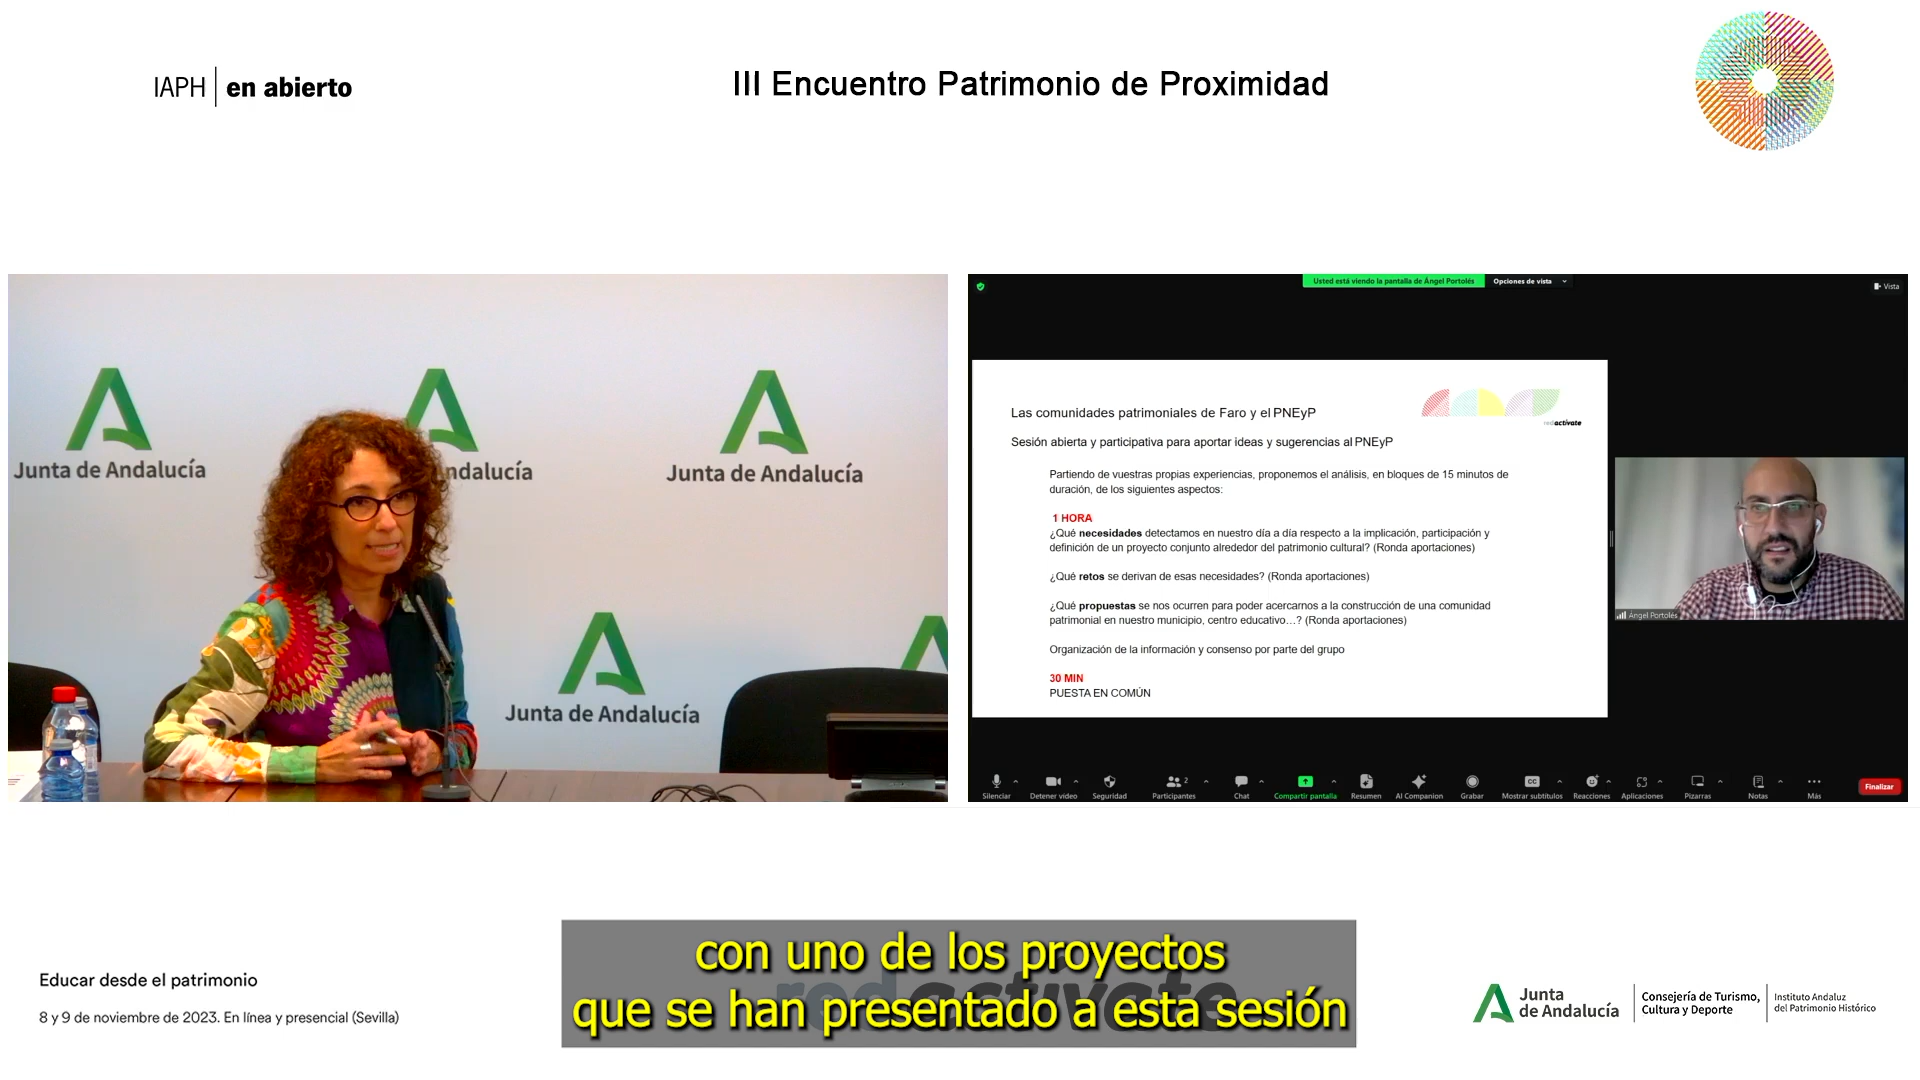 IAPH | en abierto
III Encuentro Patrimonio de Proximidad
Junta de Andalucía
ndalucía
Junta de Andalucía
Junta de Andalucía
Usted está viendo la pantalla de Ángel Portolés
Opciones de vista
Vista
Las comunidades patrimoniales de Faro y el PNEyP
redactívate
Sesión abierta y participativa para aportar ideas y sugerencias al PNEyP
Partiendo de vuestras propias experiencias, proponemos el análisis, en bloques de 15 minutos de
duración, de los siguientes aspectos:
1 HORA
¿Qué necesidades detectamos en nuestro día a día respecto a la implicación, participación y
definición de un proyecto conjunto alrededor del patrimonio cultural? (Ronda aportaciones)
¿Qué retos se derivan de esas necesidades? (Ronda aportaciones)
¿Qué propuestas se nos ocurren para poder acercarnos a la construcción de una comunidad
patrimonial en nuestro municipio, centro educativo…? (Ronda aportaciones)
Organización de la información y consenso por parte del grupo
30 MIN
PUESTA EN COMÚN
Ángel Portolés
2
CC
Silenciar
Detener vídeo
Seguridad
Participantes
Chat
Compartir pantalla
Resumen
AI Companion
Grabar
Mostrar subtítulos
Reacciones
Aplicaciones
Pizarras
Notas
Más
Finalizar
con uno de los proyectos
que se han presentado a esta sesión
redactívate
Educar desde el patrimonio
8 y 9 de noviembre de 2023. En línea y presencial (Sevilla)
Junta
de Andalucía
Consejería de Turismo,
Cultura y Deporte
Instituto Andaluz
del Patrimonio Histórico